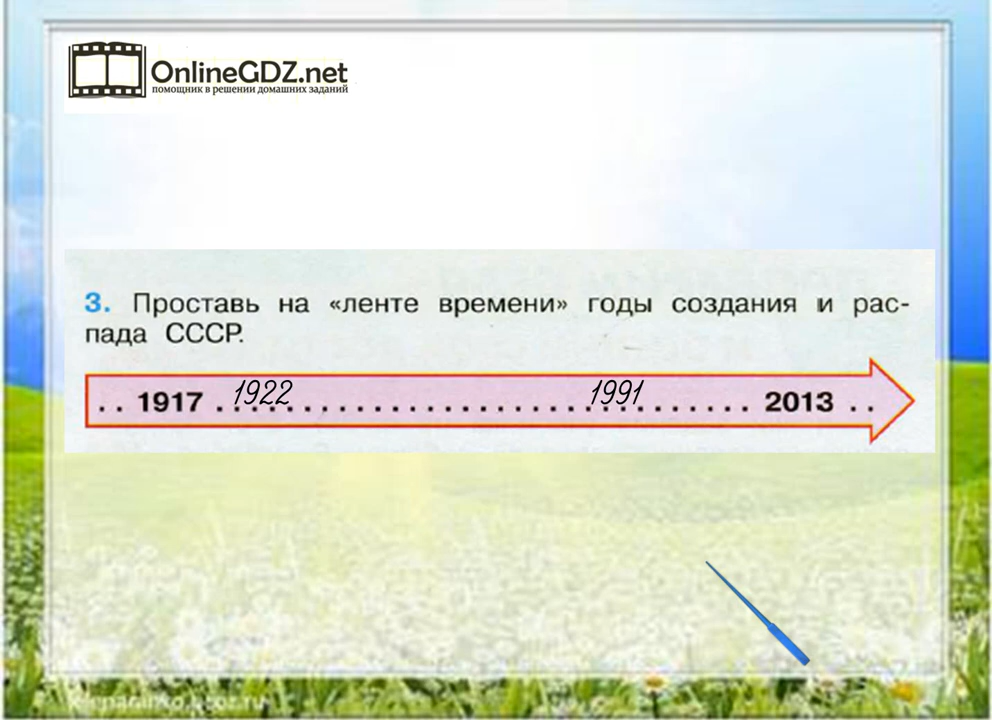 OnlineGDZ.net
помощник в решении домашних заданий
3. Проставь на «ленте времени» годы создания и рас-
пада СССР.
. . 1917 1922 1991 2013 . .